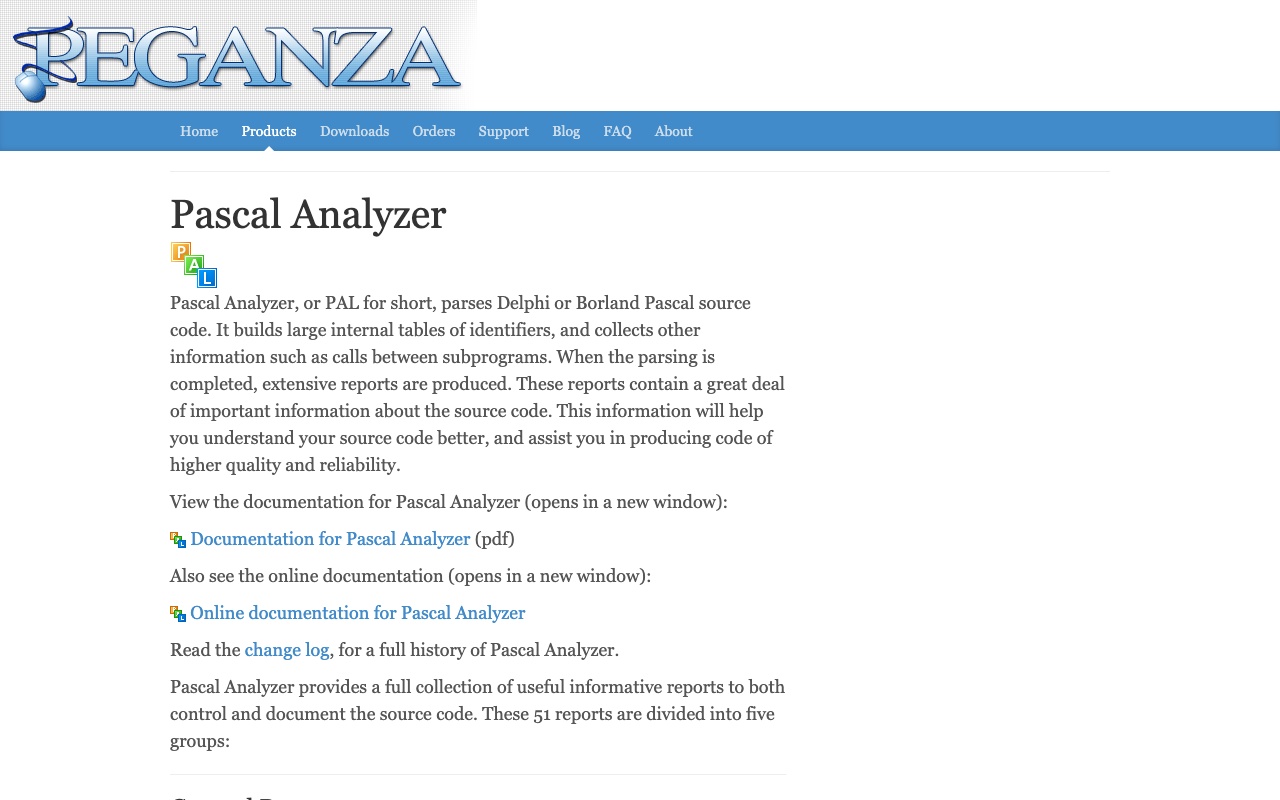 PEGANZA
Home Products Downloads Orders Support Blog FAQ About
Pascal Analyzer
P
A
L
Pascal Analyzer, or PAL for short, parses Delphi or Borland Pascal source
code. It builds large internal tables of identifiers, and collects other
information such as calls between subprograms. When the parsing is
completed, extensive reports are produced. These reports contain a great deal
of important information about the source code. This information will help
you understand your source code better, and assist you in producing code of
higher quality and reliability.
View the documentation for Pascal Analyzer (opens in a new window):
Documentation for Pascal Analyzer (pdf)
Also see the online documentation (opens in a new window):
Online documentation for Pascal Analyzer
Read the change log, for a full history of Pascal Analyzer.
Pascal Analyzer provides a full collection of useful informative reports to both
control and document the source code. These 51 reports are divided into five
groups: